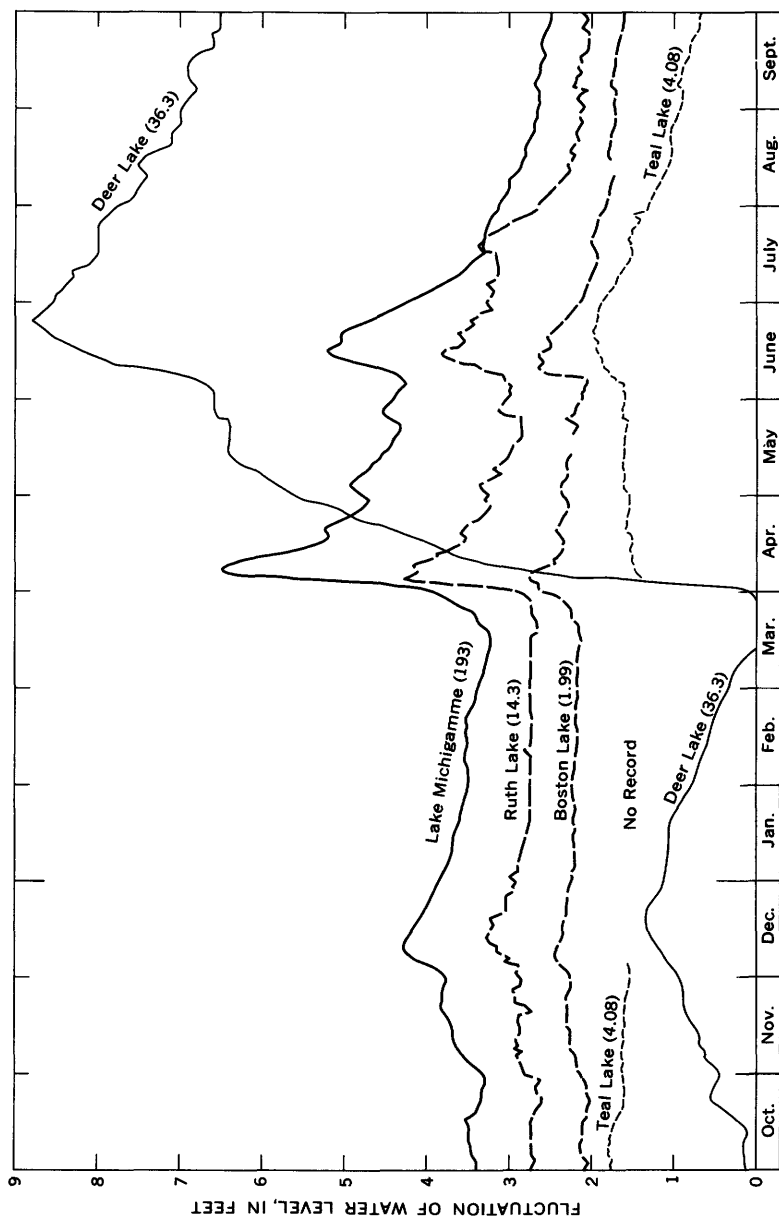 FLUCTUATION OF WATER LEVEL, IN FEET
9
8
7
6
5
4
3
2
1
0
Deer Lake (36.3)
Lake Michigamme (193)
Ruth Lake (14.3)
Boston Lake (1.99)
Teal Lake (4.08)
No Record
Teal Lake (4.08)
Deer Lake (36.3)
Oct.
Nov.
Dec.
Jan.
Feb.
Mar.
Apr.
May
June
July
Aug.
Sept.